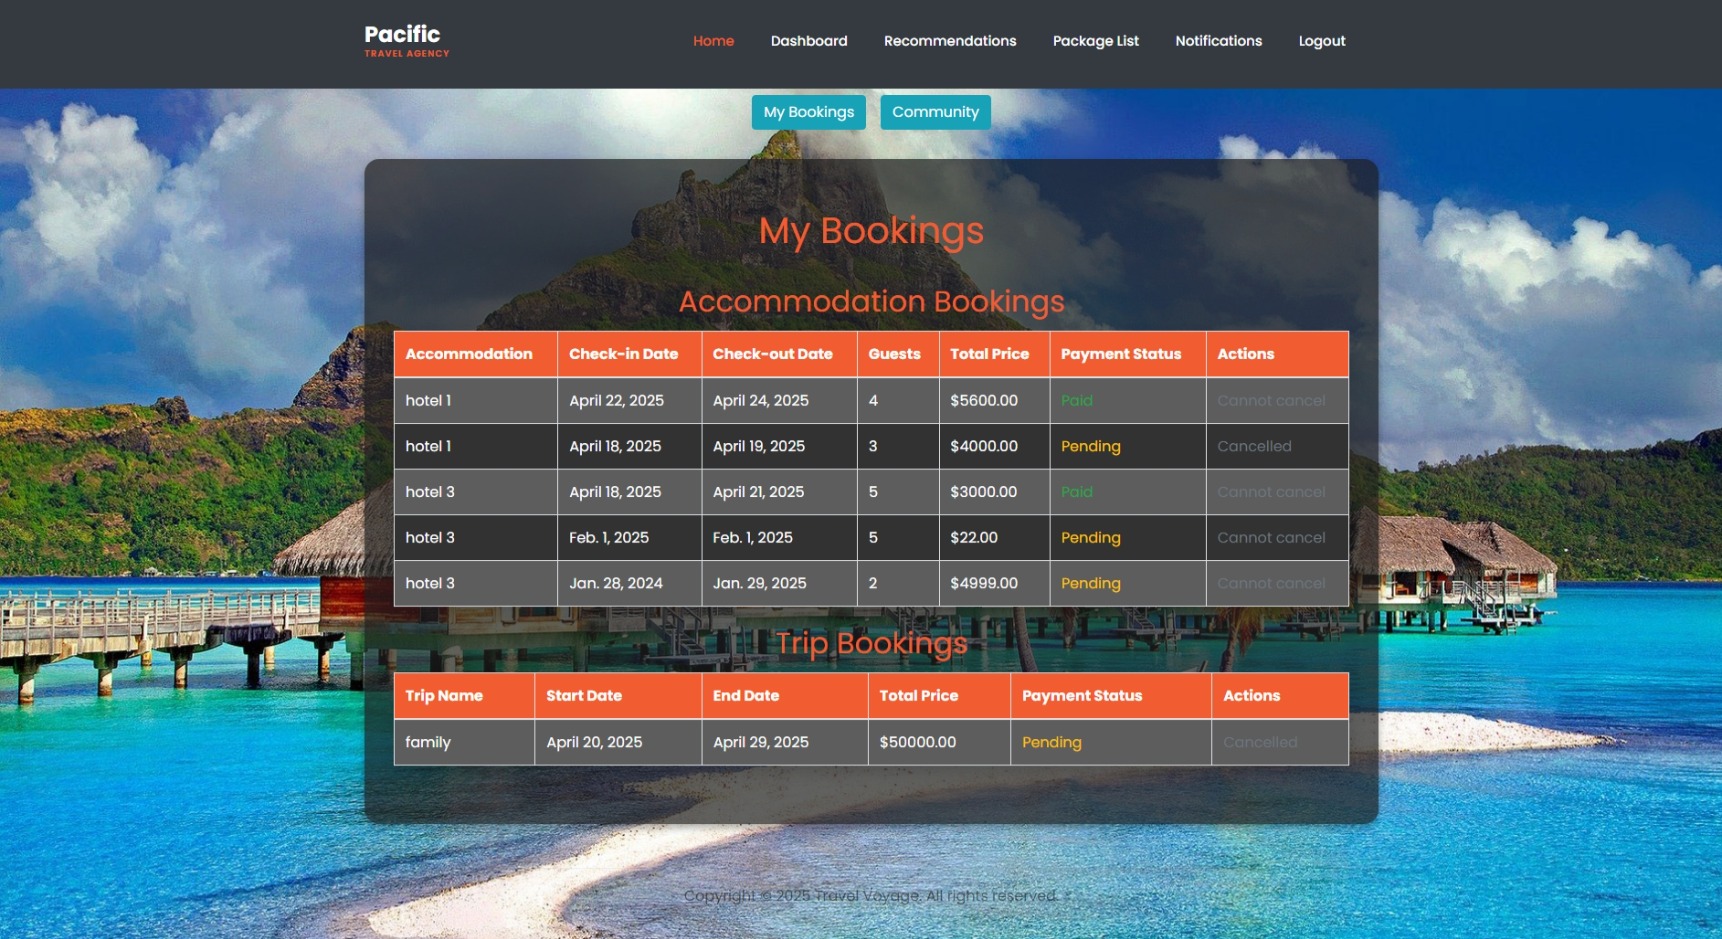 Pacific
TRAVEL AGENCY
Home Dashboard Recommendations Package List Notifications Logout
My Bookings Community
My Bookings
Accommodation Bookings
Accommodation Check-in Date Check-out Date Guests Total Price Payment Status Actions
hotel 1 April 22, 2025 April 24, 2025 4 $5600.00 Paid Cannot cancel
hotel 1 April 18, 2025 April 19, 2025 3 $4000.00 Pending Cancelled
hotel 3 April 18, 2025 April 21, 2025 5 $3000.00 Paid Cannot cancel
hotel 3 Feb. 1, 2025 Feb. 1, 2025 5 $22.00 Pending Cannot cancel
hotel 3 Jan. 28, 2024 Jan. 29, 2025 2 $4999.00 Pending Cannot cancel
Trip Bookings
Trip Name Start Date End Date Total Price Payment Status Actions
family April 20, 2025 April 29, 2025 $50000.00 Pending Cancelled
Copyright © 2025 Travel Voyage. All rights reserved.